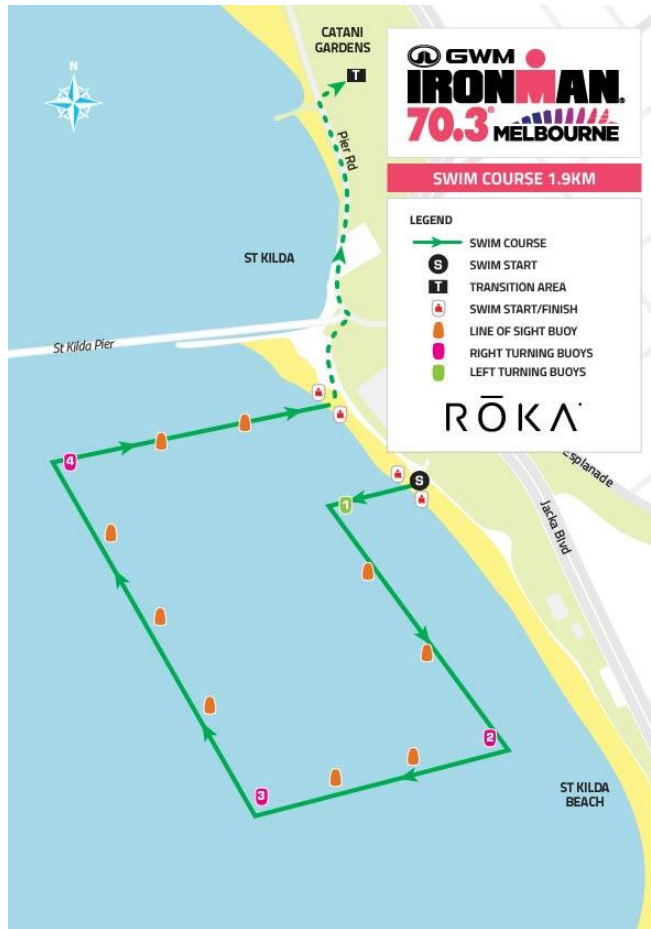 CATANI
GARDENS
T
N
GWM
IRONMAN®
70.3® MELBOURNE
SWIM COURSE 1.9KM
Pier Rd
LEGEND
SWIM COURSE
S SWIM START
T TRANSITION AREA
SWIM START/FINISH
LINE OF SIGHT BUOY
RIGHT TURNING BUOYS
LEFT TURNING BUOYS
RŌKA
ST KILDA
St Kilda Pier
Esplanade
Jacka Blvd
4
S
1
2
3
ST KILDA
BEACH